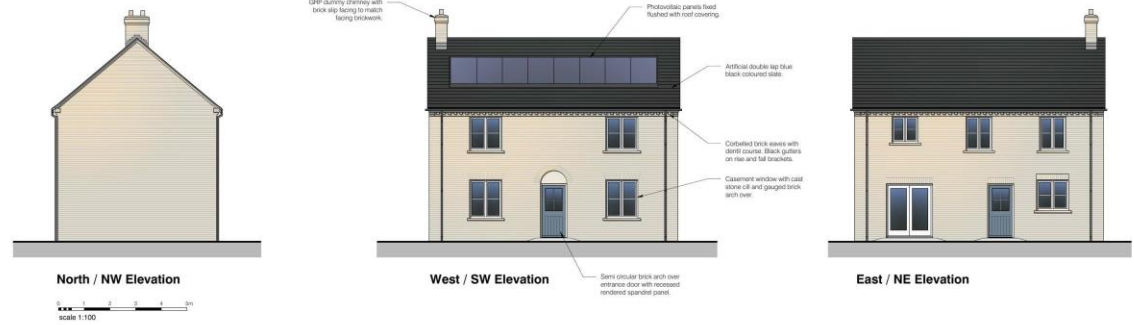 GRP dummy chimney with
brick slip facing to match
facing brickwork.
Photovoltaic panels fixed
flushed with roof covering.
Artificial double lap blue
black coloured slate.
Corbelled brick eaves with
dentil course. Black gutters
on rise and fall brackets.
Casement window with cast
stone cill and gauged brick
arch over.
Semi circular brick arch over
entrance door with recessed
rendered spandrel panel.
North / NW Elevation
West / SW Elevation
East / NE Elevation
0 1 2 3 4 5m
scale 1:100